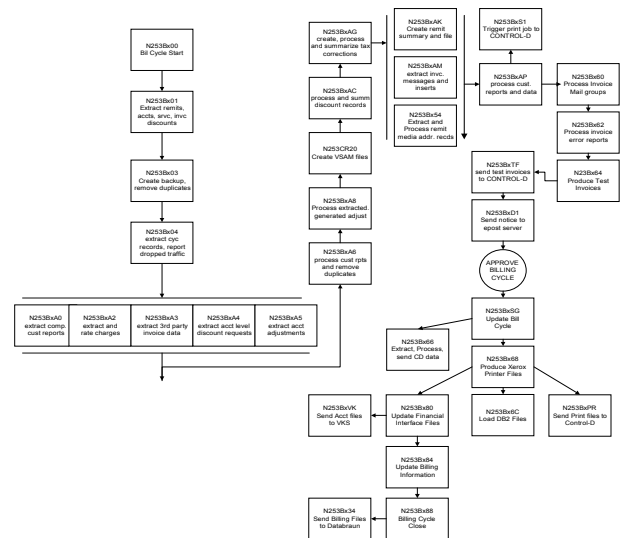 N253Bx00
Bil Cycle Start
N253Bx01
Extract remits,
accts, srvc, invc
discounts
N253Bx03
Create backup,
remove duplicates
N253Bx04
extract cyc
records, report
dropped traffic
N253BxA0
extract comp.
cust reports
N253BxA2
extract and
rate charges
N253BxA3
extract 3rd party
invoice data
N253BxA4
extract acct level
discount requests
N253BxA5
extract acct
adjustments
N253BxAG
create, process
and summarize tax
corrections
N253BxAC
process and summ
discount records
N253CR20
Create VSAM files
N253BxA8
Process extracted.
generated adjust
N253BxA6
process cust rpts
and remove
duplicates
N253BxAK
Create remit
summary and file
N253BxAM
extract invc.
messages and
inserts
N253Bx54
Extract and
Process remit
media addr. recds
N253BxS1
Trigger print job to
CONTROL-D
N253BxAP
process cust.
reports and data
N253Bx60
Process Invoice
Mail groups
N253Bx62
Process invoice
error reports
N23Bx64
Produce Test
Invoices
N253BxTF
send test invoices
to CONTROL-D
N253BxD1
Send notice to
epost server
APPROVE
BILLING
CYCLE
N253BxSG
Update Bill
Cycle
N253Bx66
Extract, Process,
send CD data
N253Bx68
Produce Xerox
Printer Files
N253BxVK
Send Acct files
to VKS
N253Bx80
Update Financial
Interface Files
N253Bx6C
Load DB2 Files
N253BxPR
Send Print files to
Control-D
N253Bx84
Update Billing
Information
N253Bx34
Send Billing Files
to Databraun
N253Bx88
Billing Cycle
Close